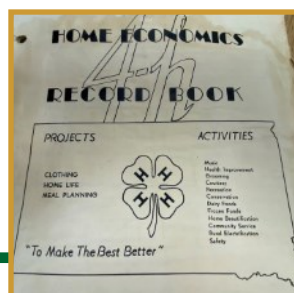 HOME ECONOMICS
4-h
RECORD BOOK
PROJECTS
CLOTHING
HOME LIFE
MEAL PLANNING
H H
H H
ACTIVITIES
Music
Health Improvement
Grooming
Courtesy
Recreation
Conservation
Dairy Foods
Frozen Foods
Home Beautification
Community Service
Rural Electrification
Safety
"To Make The Best Better"